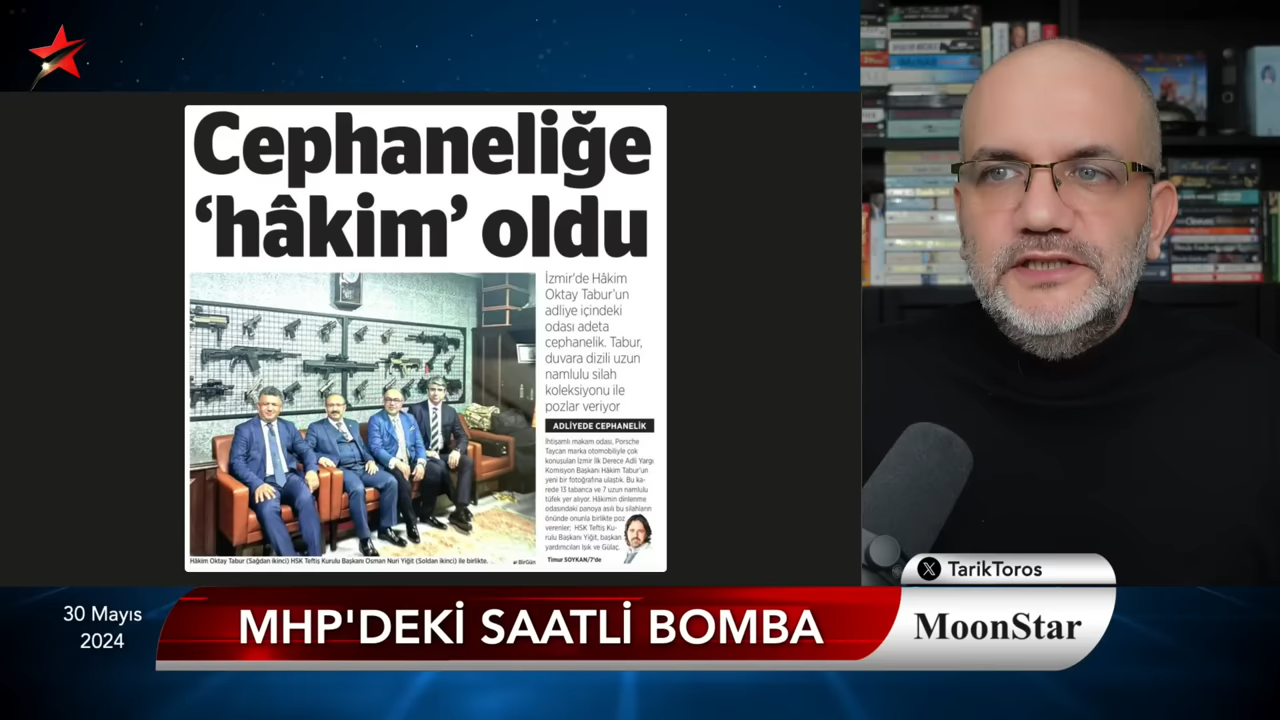 Cephaneliğe
‘hâkim’ oldu
İzmir’de Hâkim
Oktay Tabur’un
adliye içindeki
odası adeta
cephanelik. Tabur,
duvara dizili uzun
namlulu silah
koleksiyonu ile
pozlar veriyor
ADLİYEDE CEPHANELİK
İhtişamlı makam odası, Porsche
Taycan marka otomobiliyle çok
konuşulan İzmir İlk Derece Adli Yargı
Komisyon Başkanı Hâkim Tabur’un
yeni bir fotoğrafına ulaştık. Bu ka-
rede 13 tabanca ve 7 uzun namlulu
tüfek yer alıyor. Hâkimin dinlenme
odasındaki panoya asılı bu silahların
önünde onunla birlikte poz
verenler; HSK Teftiş Ku-
rulu Başkanı Yiğit, başkan
yardımcıları Işık ve Gülaç.
Timur SOYKAN/7’de
Hâkim Oktay Tabur (Sağdan ikinci) HSK Teftiş Kurulu Başkanı Osman Nuri Yiğit (Soldan ikinci) ile birlikte.
BirGün
TarikToros
30 Mayıs
2024
MHP'DEKİ SAATLİ BOMBA
MoonStar